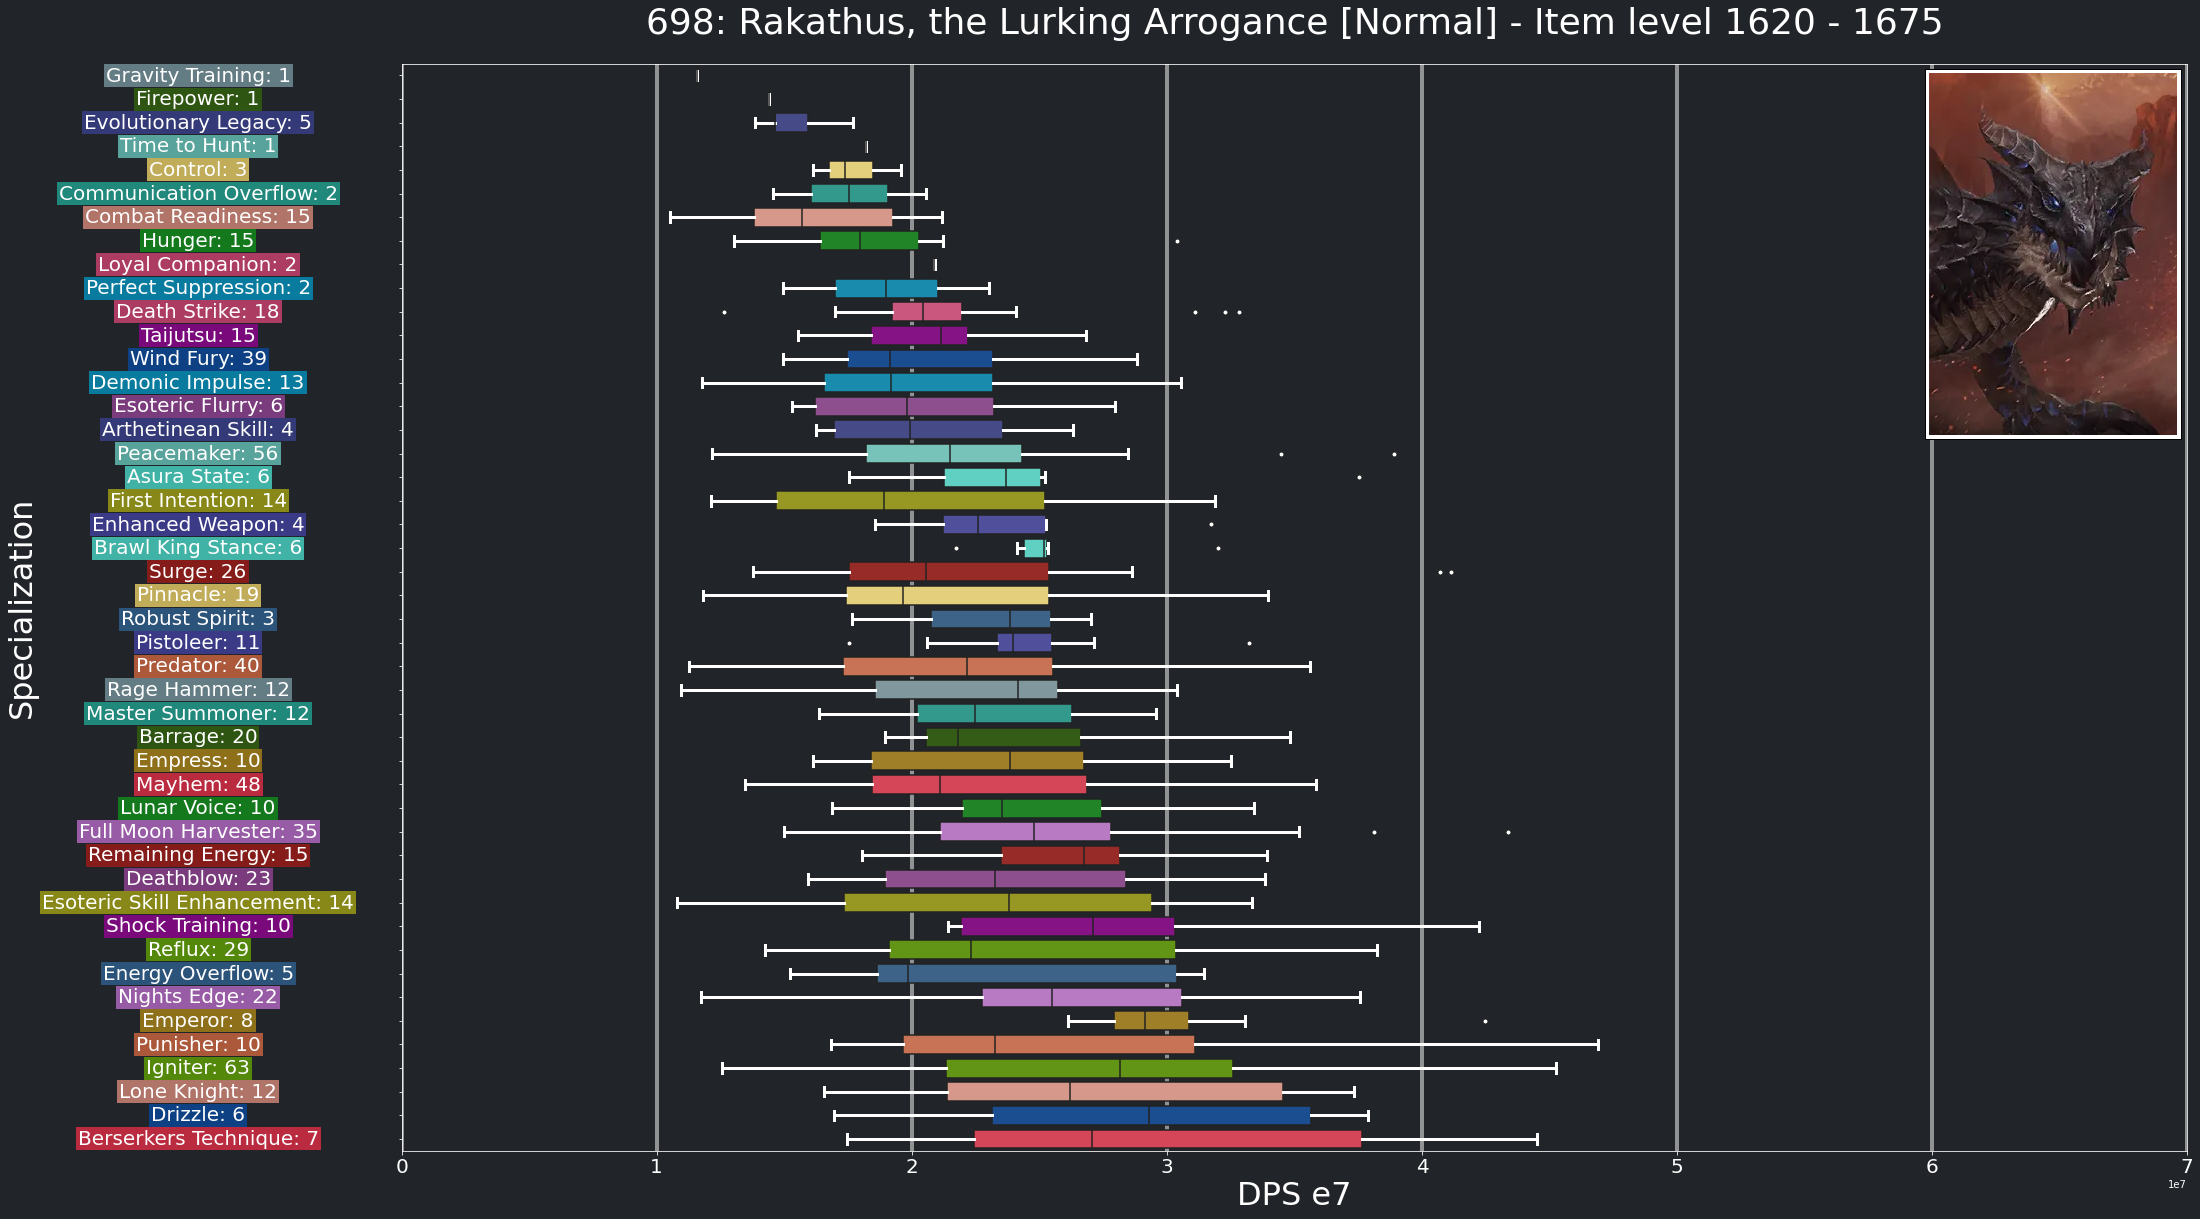 698: Rakathus, the Lurking Arrogance [Normal] - Item level 1620 - 1675
Specialization
Gravity Training: 1
Firepower: 1
Evolutionary Legacy: 5
Time to Hunt: 1
Control: 3
Communication Overflow: 2
Combat Readiness: 15
Hunger: 15
Loyal Companion: 2
Perfect Suppression: 2
Death Strike: 18
Taijutsu: 15
Wind Fury: 39
Demonic Impulse: 13
Esoteric Flurry: 6
Arthetinean Skill: 4
Peacemaker: 56
Asura State: 6
First Intention: 14
Enhanced Weapon: 4
Brawl King Stance: 6
Surge: 26
Pinnacle: 19
Robust Spirit: 3
Pistoleer: 11
Predator: 40
Rage Hammer: 12
Master Summoner: 12
Barrage: 20
Empress: 10
Mayhem: 48
Lunar Voice: 10
Full Moon Harvester: 35
Remaining Energy: 15
Deathblow: 23
Esoteric Skill Enhancement: 14
Shock Training: 10
Reflux: 29
Energy Overflow: 5
Nights Edge: 22
Emperor: 8
Punisher: 10
Igniter: 63
Lone Knight: 12
Drizzle: 6
Berserkers Technique: 7
0 1 2 3 4 5 6 7
1e7
DPS e7